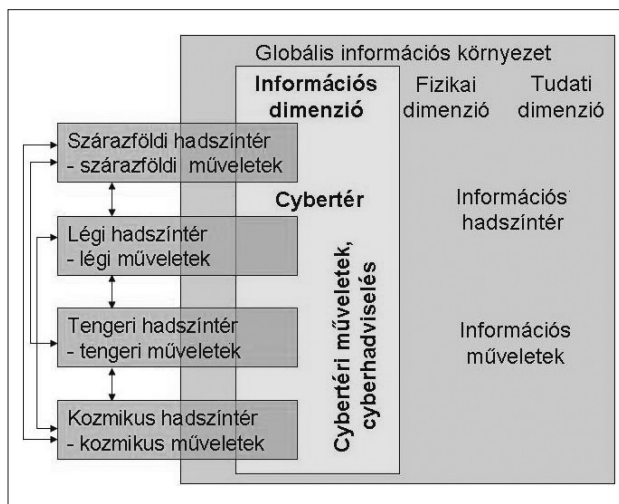 Globális információs környezet
Információs
dimenzió
Fizikai
dimenzió
Tudati
dimenzió
Szárazföldi hadszíntér
- szárazföldi műveletek
Cybertér
Információs
hadszíntér
Légi hadszíntér
- légi műveletek
Tengeri hadszíntér
- tengeri műveletek
Cybertéri műveletek,
cyberhadviselés
Információs
műveletek
Kozmikus hadszíntér
- kozmikus műveletek